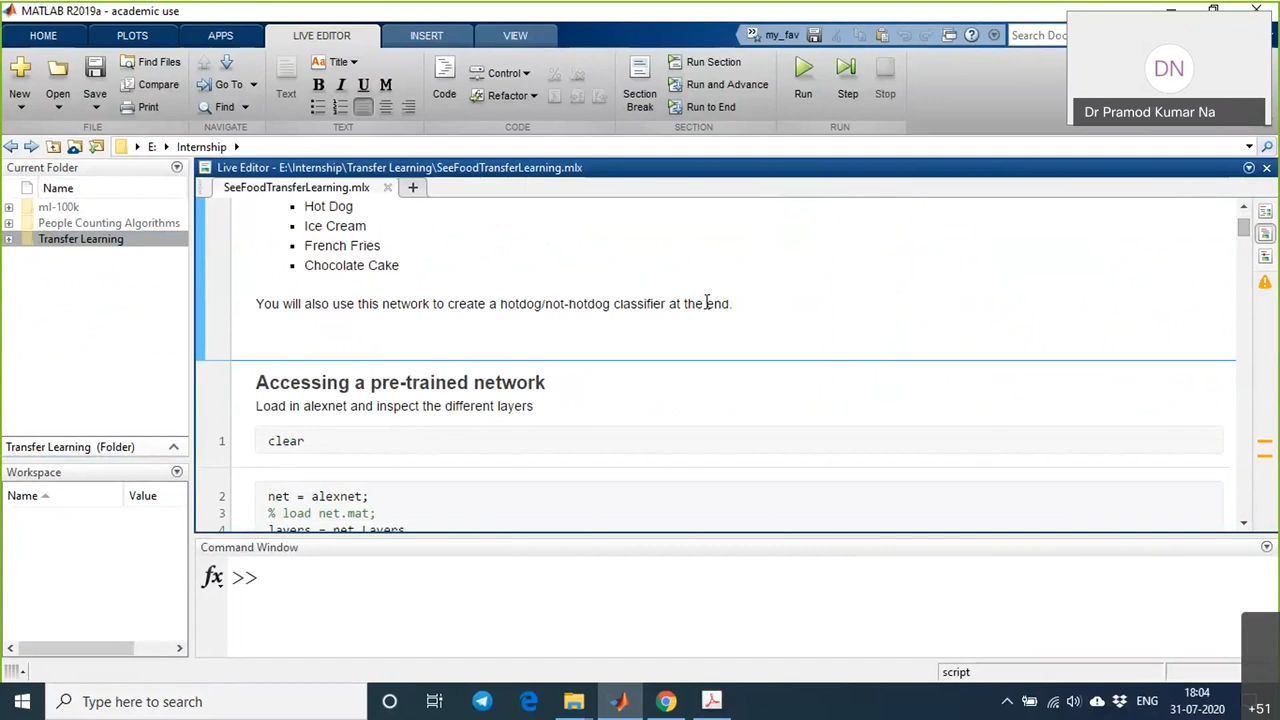 MATLAB R2019a - academic use
HOME PLOTS APPS LIVE EDITOR INSERT VIEW my_fav Search Doc
New Open Save Find Files Compare Print
FILE
Go To Find
NAVIGATE
Text Aa Title B I U M
TEXT
Code Control Refactor
CODE
Section Break Run Section Run and Advance Run to End
SECTION
Run Step Stop
RUN
DN
Dr Pramod Kumar Na
E: Internship
Current Folder
Name
ml-100k
People Counting Algorithms
Transfer Learning
Transfer Learning (Folder)
Workspace
Name Value
Live Editor - E:\Internship\Transfer Learning\SeeFoodTransferLearning.mlx
SeeFoodTransferLearning.mlx
Hot Dog
Ice Cream
French Fries
Chocolate Cake
You will also use this network to create a hotdog/not-hotdog classifier at the end.
Accessing a pre-trained network
Load in alexnet and inspect the different layers
1 clear
2 net = alexnet;
3 % load net.mat;
4 layers = net.Layers
Command Window
fx >>
script
Type here to search
ENG
18:04
31-07-2020
+51